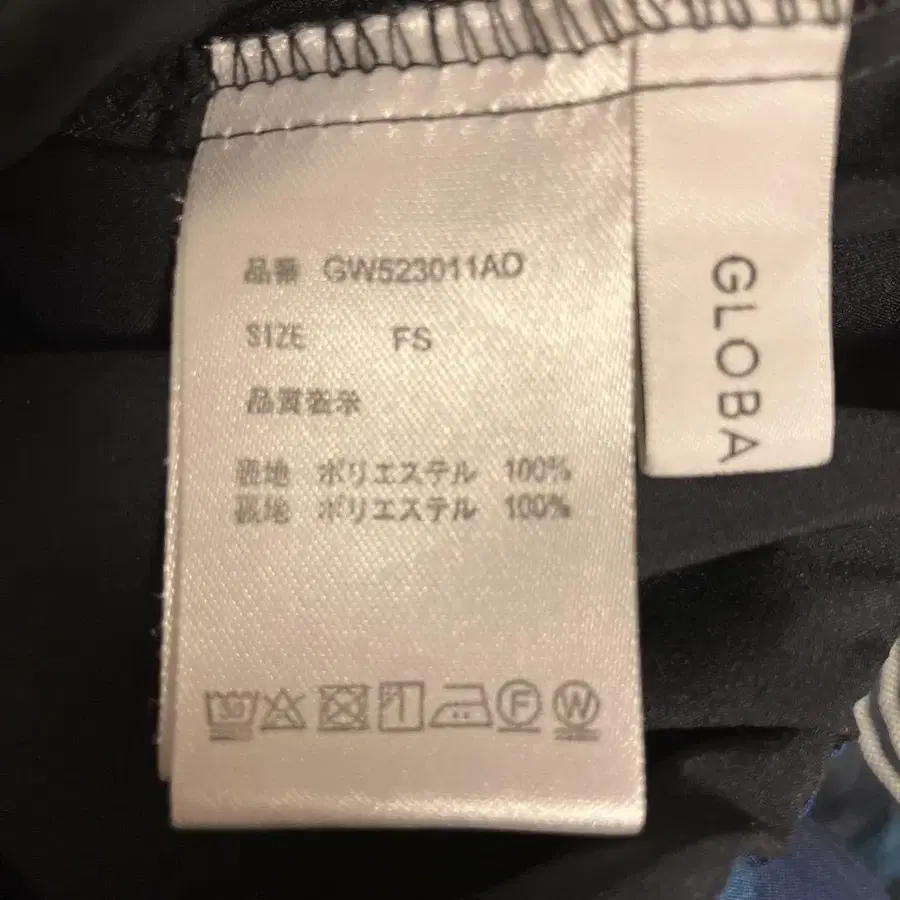 品番 GW523011AD
SIZE FS
品質表示
表地 ポリエステル 100%
裏地 ポリエステル 100%
30
F
W
GLOBA